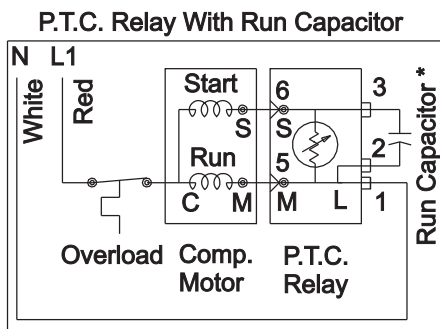 P.T.C. Relay With Run Capacitor
N L1
White
Red
Start
S
Run
C M
6
S
5
M L
3
2
1
Run Capacitor *
Overload
Comp.
Motor
P.T.C.
Relay